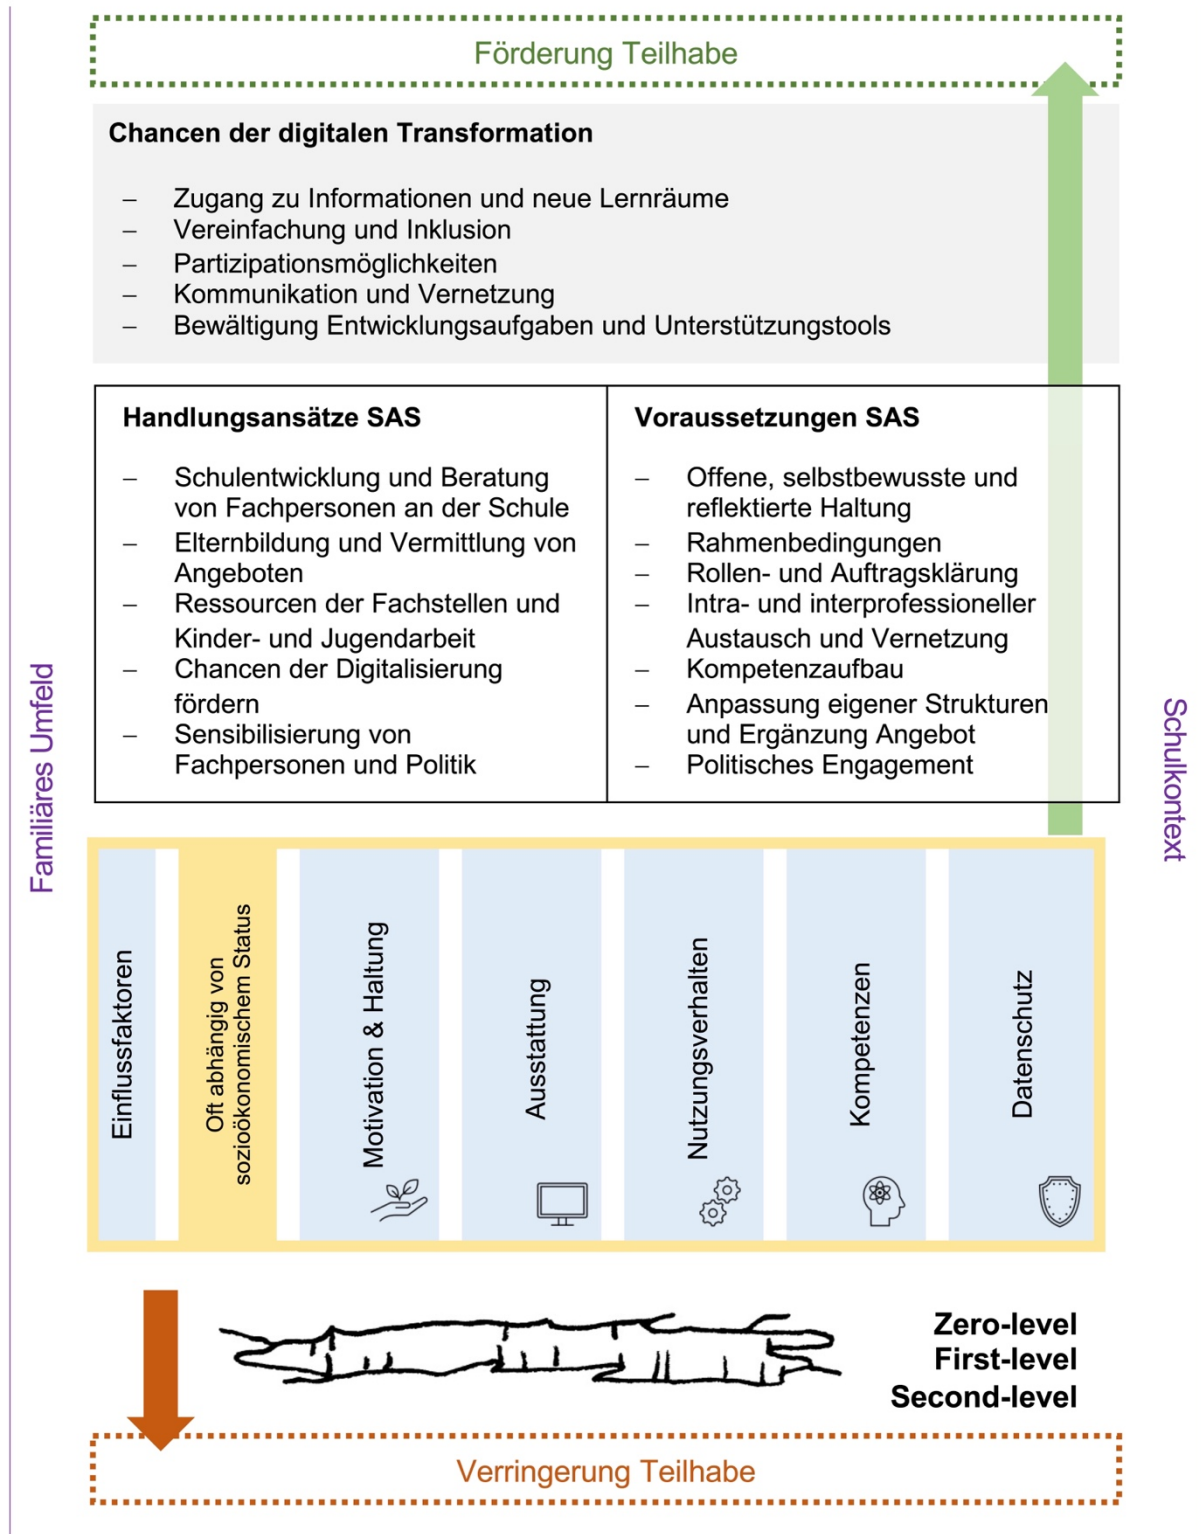 Förderung Teilhabe
Chancen der digitalen Transformation
– Zugang zu Informationen und neue Lernräume
– Vereinfachung und Inklusion
– Partizipationsmöglichkeiten
– Kommunikation und Vernetzung
– Bewältigung Entwicklungsaufgaben und Unterstützungstools
Handlungsansätze SAS
– Schulentwicklung und Beratung
von Fachpersonen an der Schule
– Elternbildung und Vermittlung von
Angeboten
– Ressourcen der Fachstellen und
Kinder- und Jugendarbeit
– Chancen der Digitalisierung
fördern
– Sensibilisierung von
Fachpersonen und Politik
Voraussetzungen SAS
– Offene, selbstbewusste und
reflektierte Haltung
– Rahmenbedingungen
– Rollen- und Auftragsklärung
– Intra- und interprofessioneller
Austausch und Vernetzung
– Kompetenzaufbau
– Anpassung eigener Strukturen
und Ergänzung Angebot
– Politisches Engagement
Familiäres Umfeld
Schulkontext
Einflussfaktoren
Oft abhängig von
sozioökonomischem Status
Motivation & Haltung
Ausstattung
Nutzungsverhalten
Kompetenzen
Datenschutz
Zero-level
First-level
Second-level
Verringerung Teilhabe